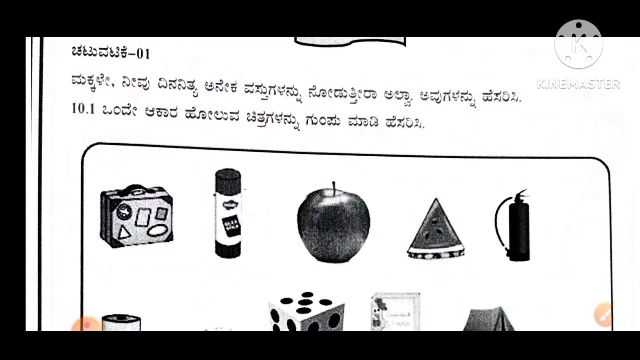 ಚಟುವಟಿಕೆ-01
ಮಕ್ಕಳೇ, ನೀವು ದಿನನಿತ್ಯ ಅನೇಕ ವಸ್ತುಗಳನ್ನು ನೋಡುತ್ತೀರಾ ಅಲ್ವಾ. ಅವುಗಳನ್ನು ಹೆಸರಿಸಿ.
10.1 ಒಂದೇ ಆಕಾರ ಹೋಲುವ ಚಿತ್ರಗಳನ್ನು ಗುಂಪು ಮಾಡಿ ಹೆಸರಿಸಿ.
K
KINEMASTER